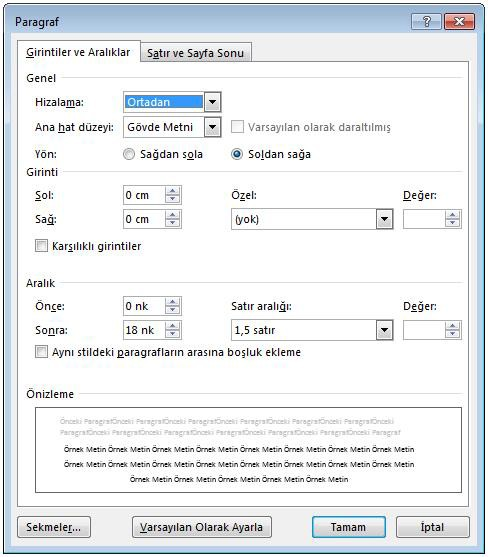 Paragraf
Girintiler ve Aralıklar Satır ve Sayfa Sonu
Genel
Hizalama: Ortadan
Ana hat düzeyi: Gövde Metni Varsayılan olarak daraltılmış
Yön: Sağdan sola Soldan sağa
Girinti
Sol: 0 cm Özel: Değer:
Sağ: 0 cm (yok)
Karşılıklı girintiler
Aralık
Önce: 0 nk Satır aralığı: Değer:
Sonra: 18 nk 1,5 satır
Aynı stildeki paragrafların arasına boşluk ekleme
Önizleme
Önceki ParagrafÖnceki ParagrafÖnceki ParagrafÖnceki ParagrafÖnceki ParagrafÖnceki
ParagrafÖnceki ParagrafÖnceki ParagrafÖnceki ParagrafÖnceki ParagrafÖnceki Paragraf
Örnek Metin Örnek Metin Örnek Metin Örnek Metin Örnek Metin Örnek Metin Örnek Metin Örnek Metin
Örnek Metin Örnek Metin Örnek Metin Örnek Metin Örnek Metin Örnek Metin Örnek Metin Örnek Metin
Örnek Metin Örnek Metin Örnek Metin Örnek Metin Örnek Metin
Sekmeler... Varsayılan Olarak Ayarla Tamam İptal